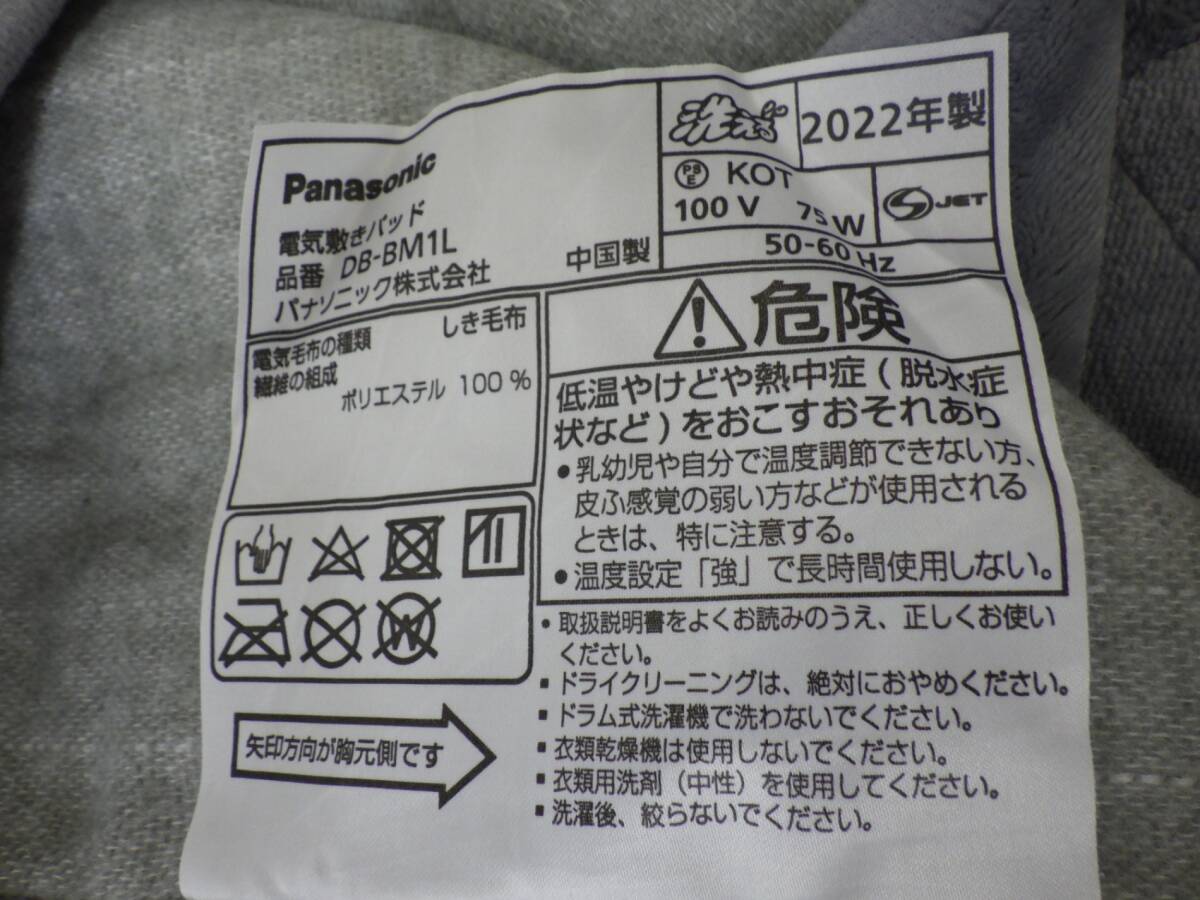 Panasonic
電気敷きパッド
品番 DB-BM1L
パナソニック株式会社
中国製
洗える
2022年製
PSE KOT
100V 75W
JET
50-60Hz
電気毛布の種類 しき毛布
繊維の組成
ポリエステル 100%
危険
低温やけどや熱中症(脱水症
状など)をおこすおそれあり
●乳幼児や自分で温度調節できない方、
皮ふ感覚の弱い方などが使用される
ときは、特に注意する。
●温度設定「強」で長時間使用しない。
W
矢印方向が胸元側です
▪取扱説明書をよくお読みのうえ、正しくお使い
ください。
▪ドライクリーニングは、絶対におやめください。
▪ドラム式洗濯機で洗わないでください。
▪衣類乾燥機は使用しないでください。
▪衣類用洗剤(中性)を使用してください。
▪洗濯後、絞らないでください。